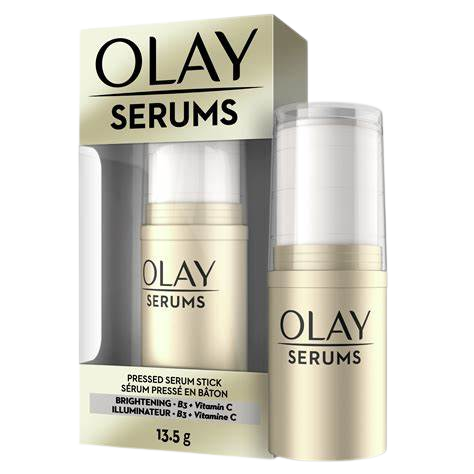 OLAY
SERUMS
OLAY
SERUMS
PRESSED SERUM STICK
SÉRUM PRESSÉ EN BÂTON
BRIGHTENING - B3 + Vitamin C
ILLUMINATEUR - B3 + Vitamine C
13.5 g
OLAY
SERUMS